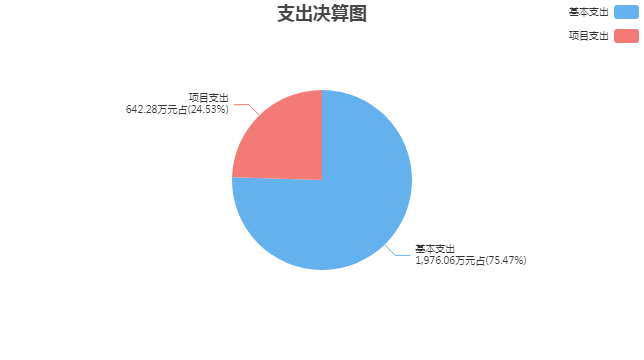 支出决算图
基本支出
项目支出
项目支出
642.28万元占(24.53%)
基本支出
1,976.06万元占(75.47%)